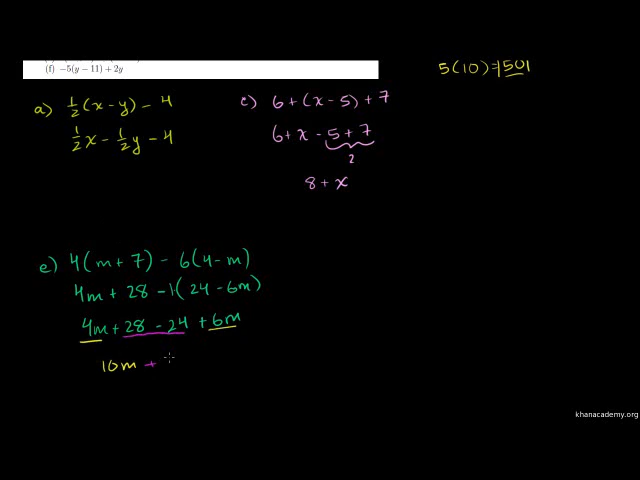 (f) −5(y − 11) + 2y
5(10) = 501
a) ½(x − y) − 4
½x − ½y − 4
c) 6 + (x − 5) + 7
6 + x − 5 + 7
2
8 + x
e) 4(m + 7) − 6(4 − m)
4m + 28 − 1(24 − 6m)
4m + 28 − 24 + 6m
10m +
khanacademy.org